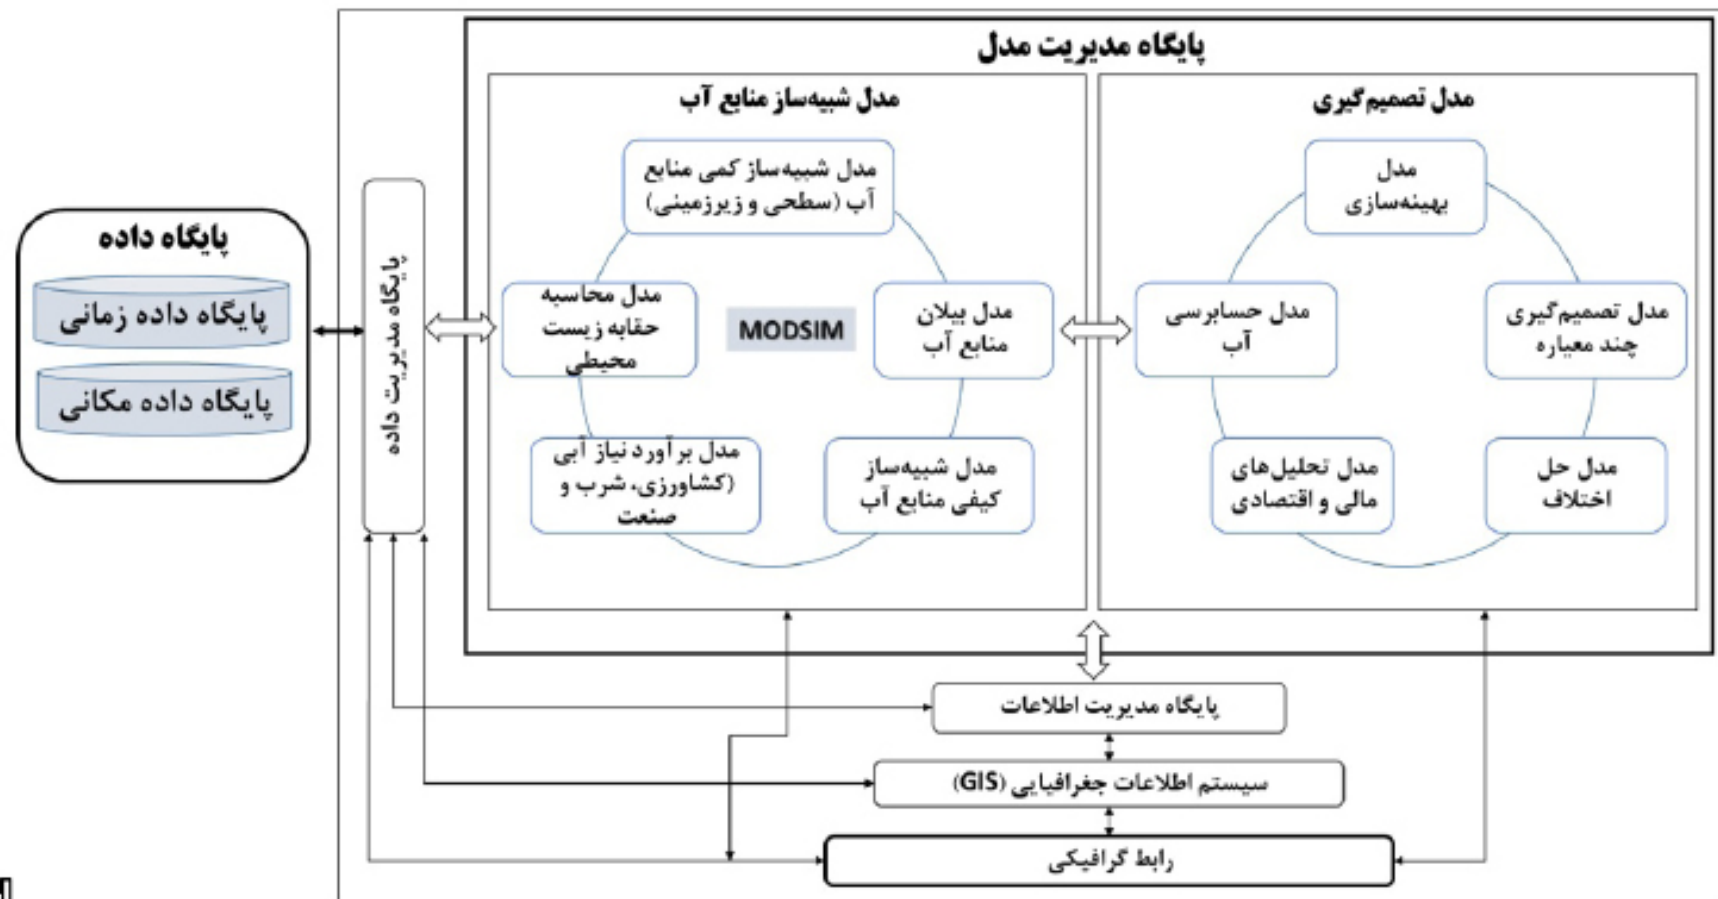 پایگاه مدیریت مدل
مدل تصمیم‌گیری
مدل
بهینه‌سازی
مدل تصمیم‌گیری
چند معیاره
مدل حسابرسی
آب
مدل حل
اختلاف
مدل تحلیل‌های
مالی و اقتصادی
مدل شبیه‌ساز منابع آب
مدل شبیه‌ساز کمی منابع
آب (سطحی و زیرزمینی)
مدل بیلان
منابع آب
MODSIM
مدل محاسبه
حقابه زیست
محیطی
مدل شبیه‌ساز
کیفی منابع آب
مدل برآورد نیاز آبی
(کشاورزی، شرب و
صنعت
پایگاه مدیریت داده
پایگاه داده
پایگاه داده زمانی
پایگاه داده مکانی
پایگاه مدیریت اطلاعات
سیستم اطلاعات جغرافیایی (GIS)
رابط گرافیکی